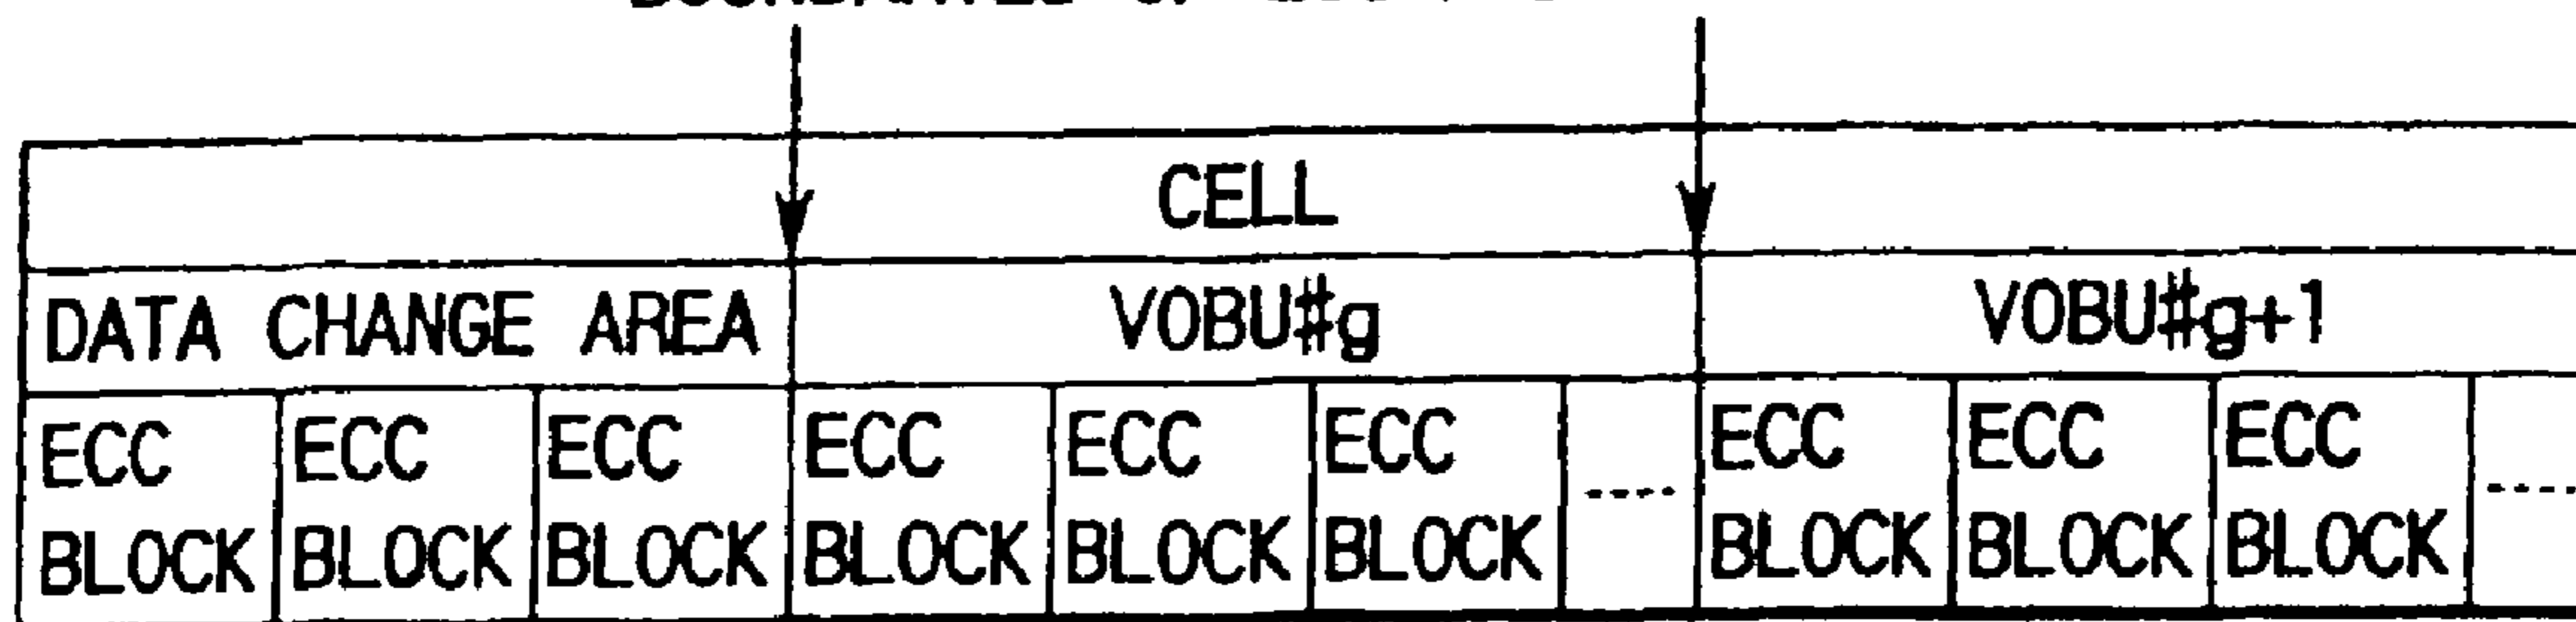 CELL
DATA CHANGE AREA VOBU#g VOBU#g+1
ECC ECC ECC ECC ECC ECC ECC ECC ECC
BLOCK BLOCK BLOCK BLOCK BLOCK BLOCK ---- BLOCK BLOCK BLOCK ----